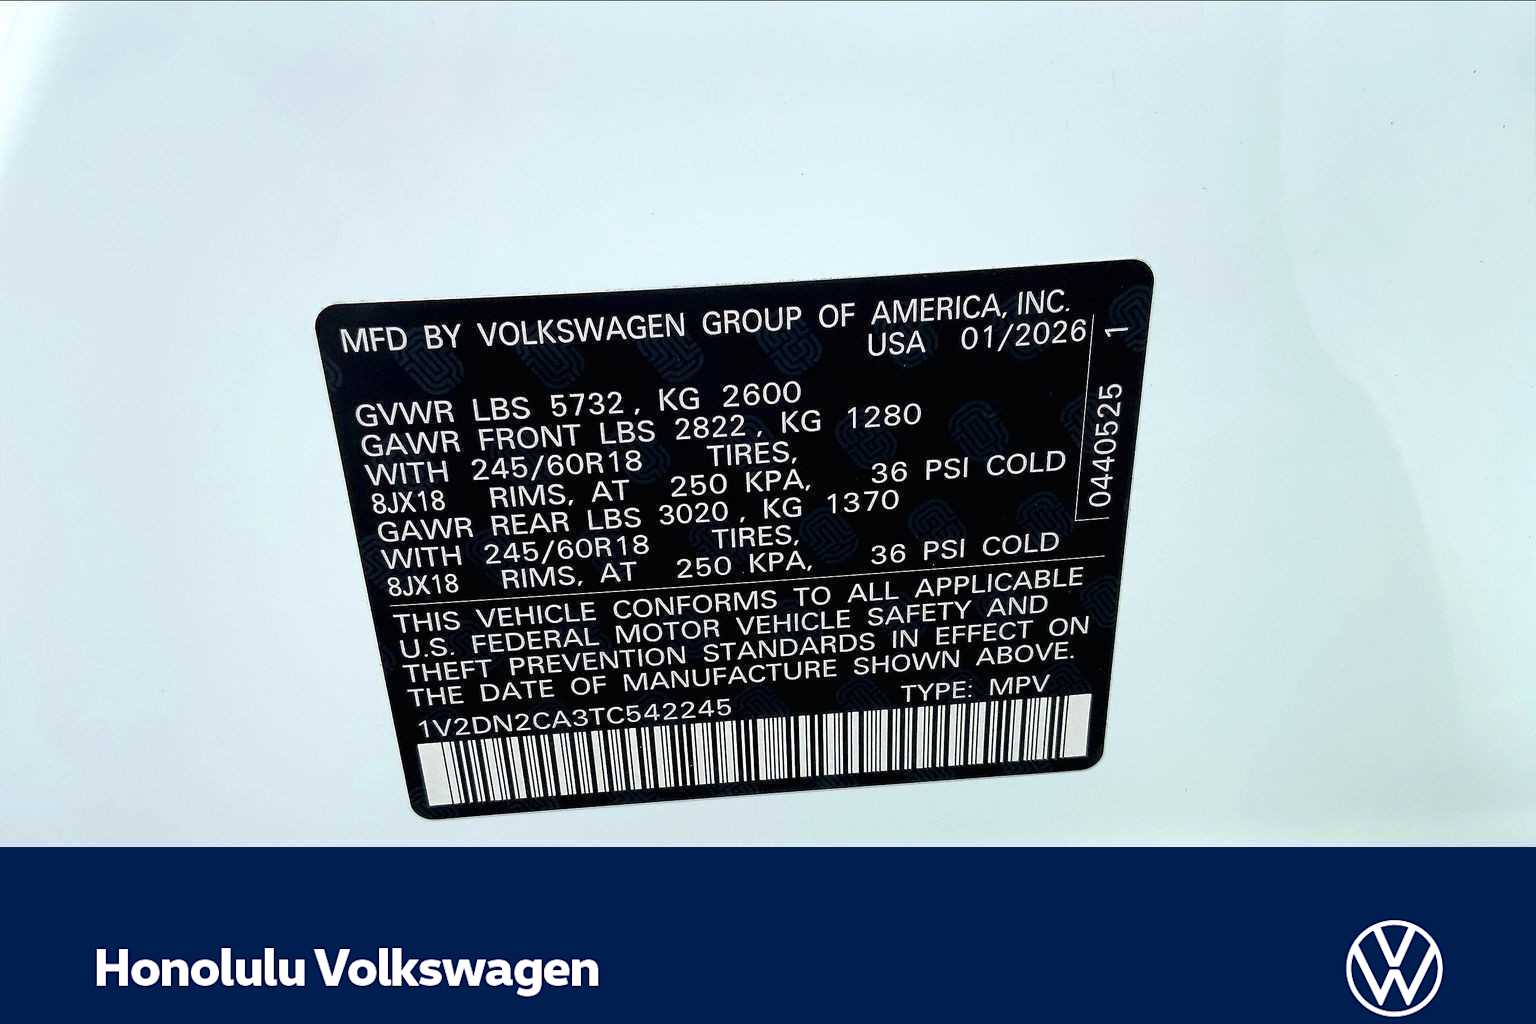 MFD BY VOLKSWAGEN GROUP OF AMERICA, INC.
USA 01/2026
GVWR LBS 5732, KG 2600
GAWR FRONT LBS 2822, KG 1280
WITH 245/60R18 TIRES,
8JX18 RIMS, AT 250 KPA, 36 PSI COLD
GAWR REAR LBS 3020, KG 1370
WITH 245/60R18 TIRES,
8JX18 RIMS, AT 250 KPA, 36 PSI COLD
0440525 1
THIS VEHICLE CONFORMS TO ALL APPLICABLE
U.S. FEDERAL MOTOR VEHICLE SAFETY AND
THEFT PREVENTION STANDARDS IN EFFECT ON
THE DATE OF MANUFACTURE SHOWN ABOVE.
1V2DN2CA3TC542245 TYPE: MPV
Honolulu Volkswagen